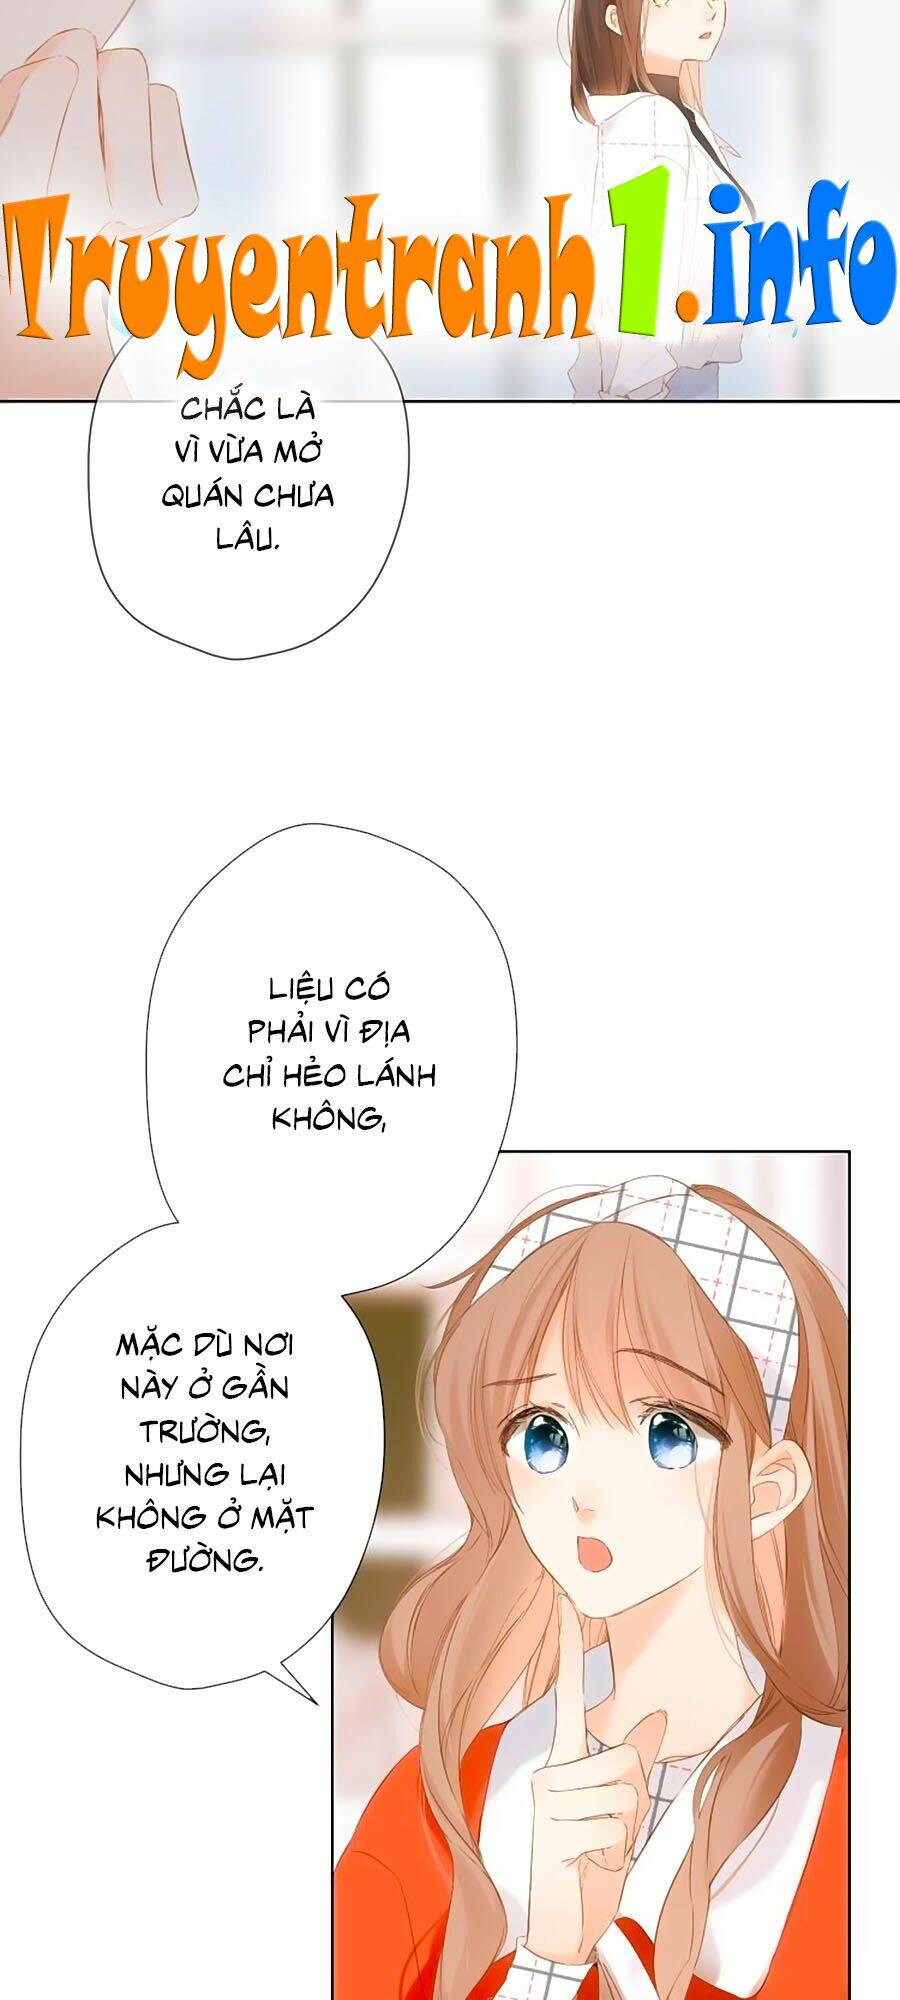 Truyentranh1.info
CHẮC LÀ
VÌ VỪA MỞ
QUÁN CHƯA
LÂU.
LIỆU CÓ
PHẢI VÌ ĐỊA
CHỈ HẺO LÁNH
KHÔNG,
MẶC DÙ NƠI
NÀY Ở GẦN
TRƯỜNG,
NHƯNG LẠI
KHÔNG Ở MẶT
ĐƯỜNG.